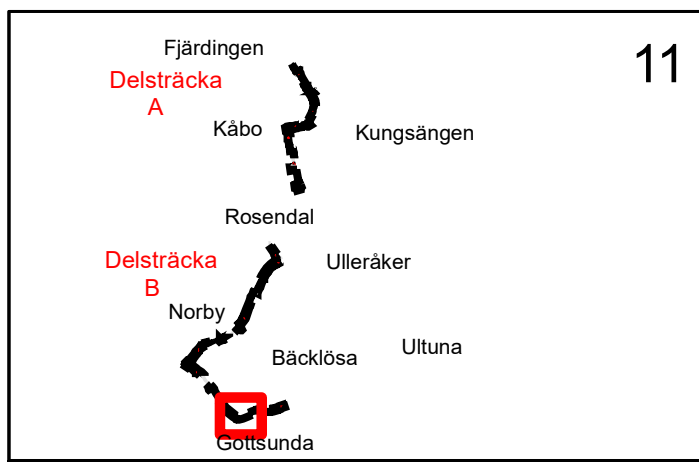 Fjärdingen
11
Delsträcka
A
Kåbo
Kungsängen
Rosendal
Delsträcka
B
Ulleråker
Norby
Ultuna
Bäcklösa
Gottsunda